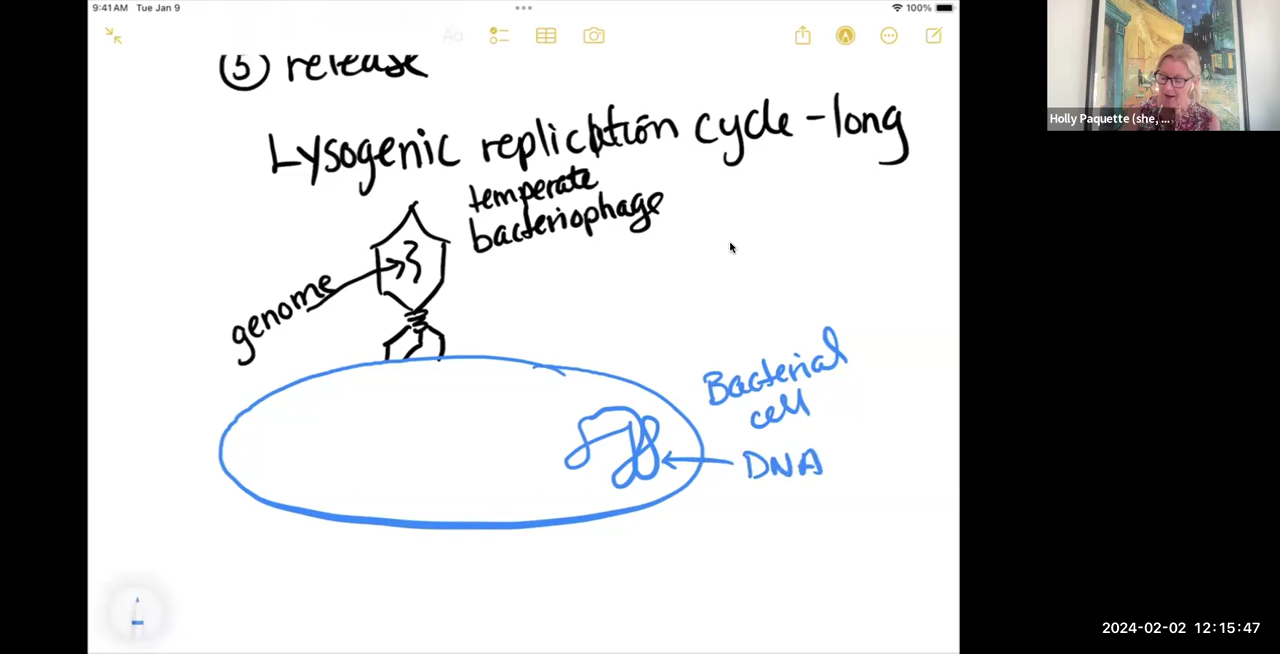 9:41 AM Tue Jan 9
100%
Aa
⑤ release
Lysogenic replication cycle - long
temperate
bacteriophage
genome
Bacterial
cell
DNA
Holly Paquette (she, ...
2024-02-02 12:15:47